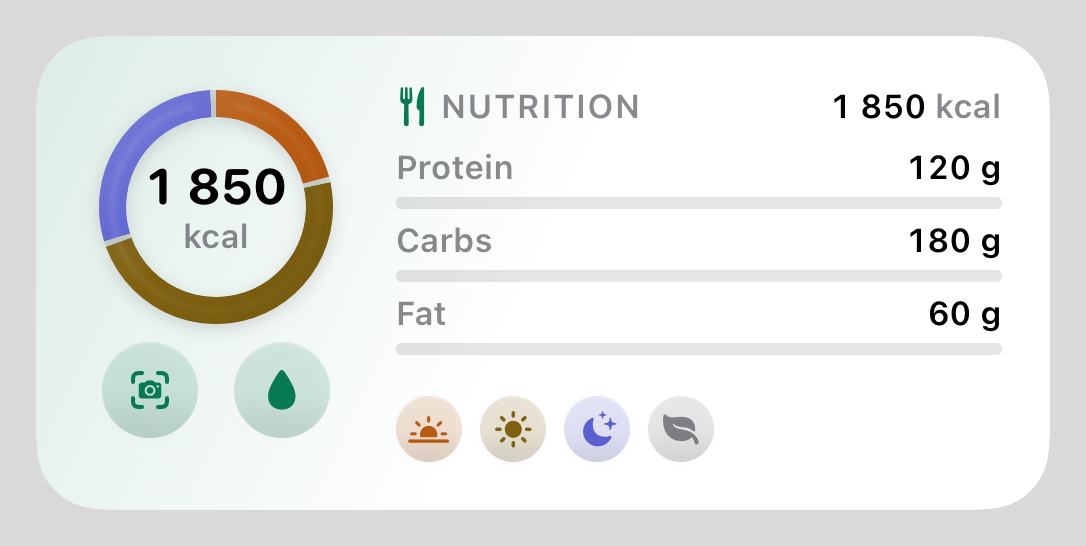 1 850
kcal
NUTRITION 1 850 kcal
Protein 120 g
Carbs 180 g
Fat 60 g